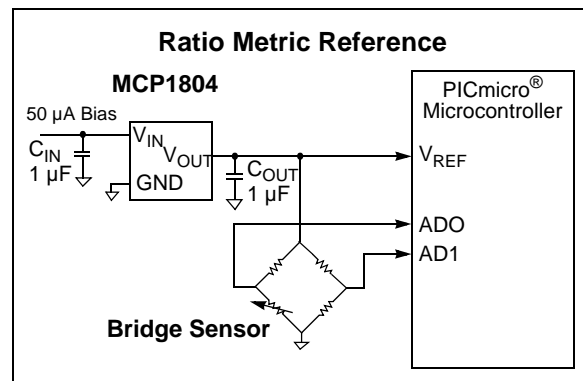 Ratio Metric Reference
MCP1804
PICmicro®
Microcontroller
50 µA Bias
CIN
1 µF
VIN
VOUT
GND
COUT
1 µF
VREF
ADO
AD1
Bridge Sensor